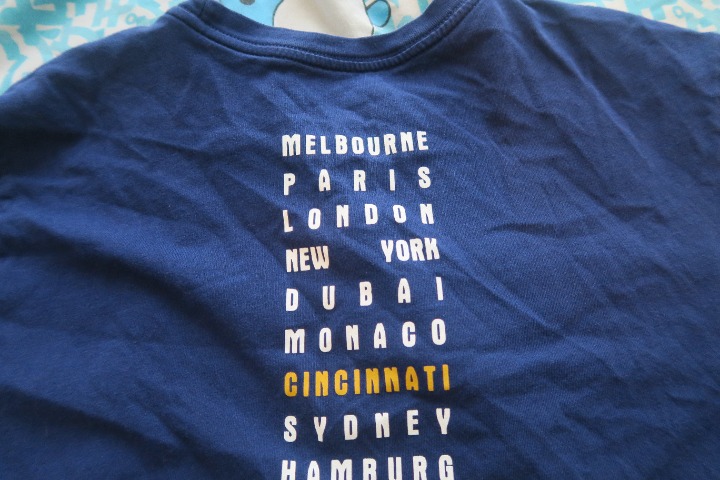 MELBOURNE
PARIS
LONDON
NEW YORK
DUBAI
MONACO
CINCINNATI
SYDNEY
HAMBURG